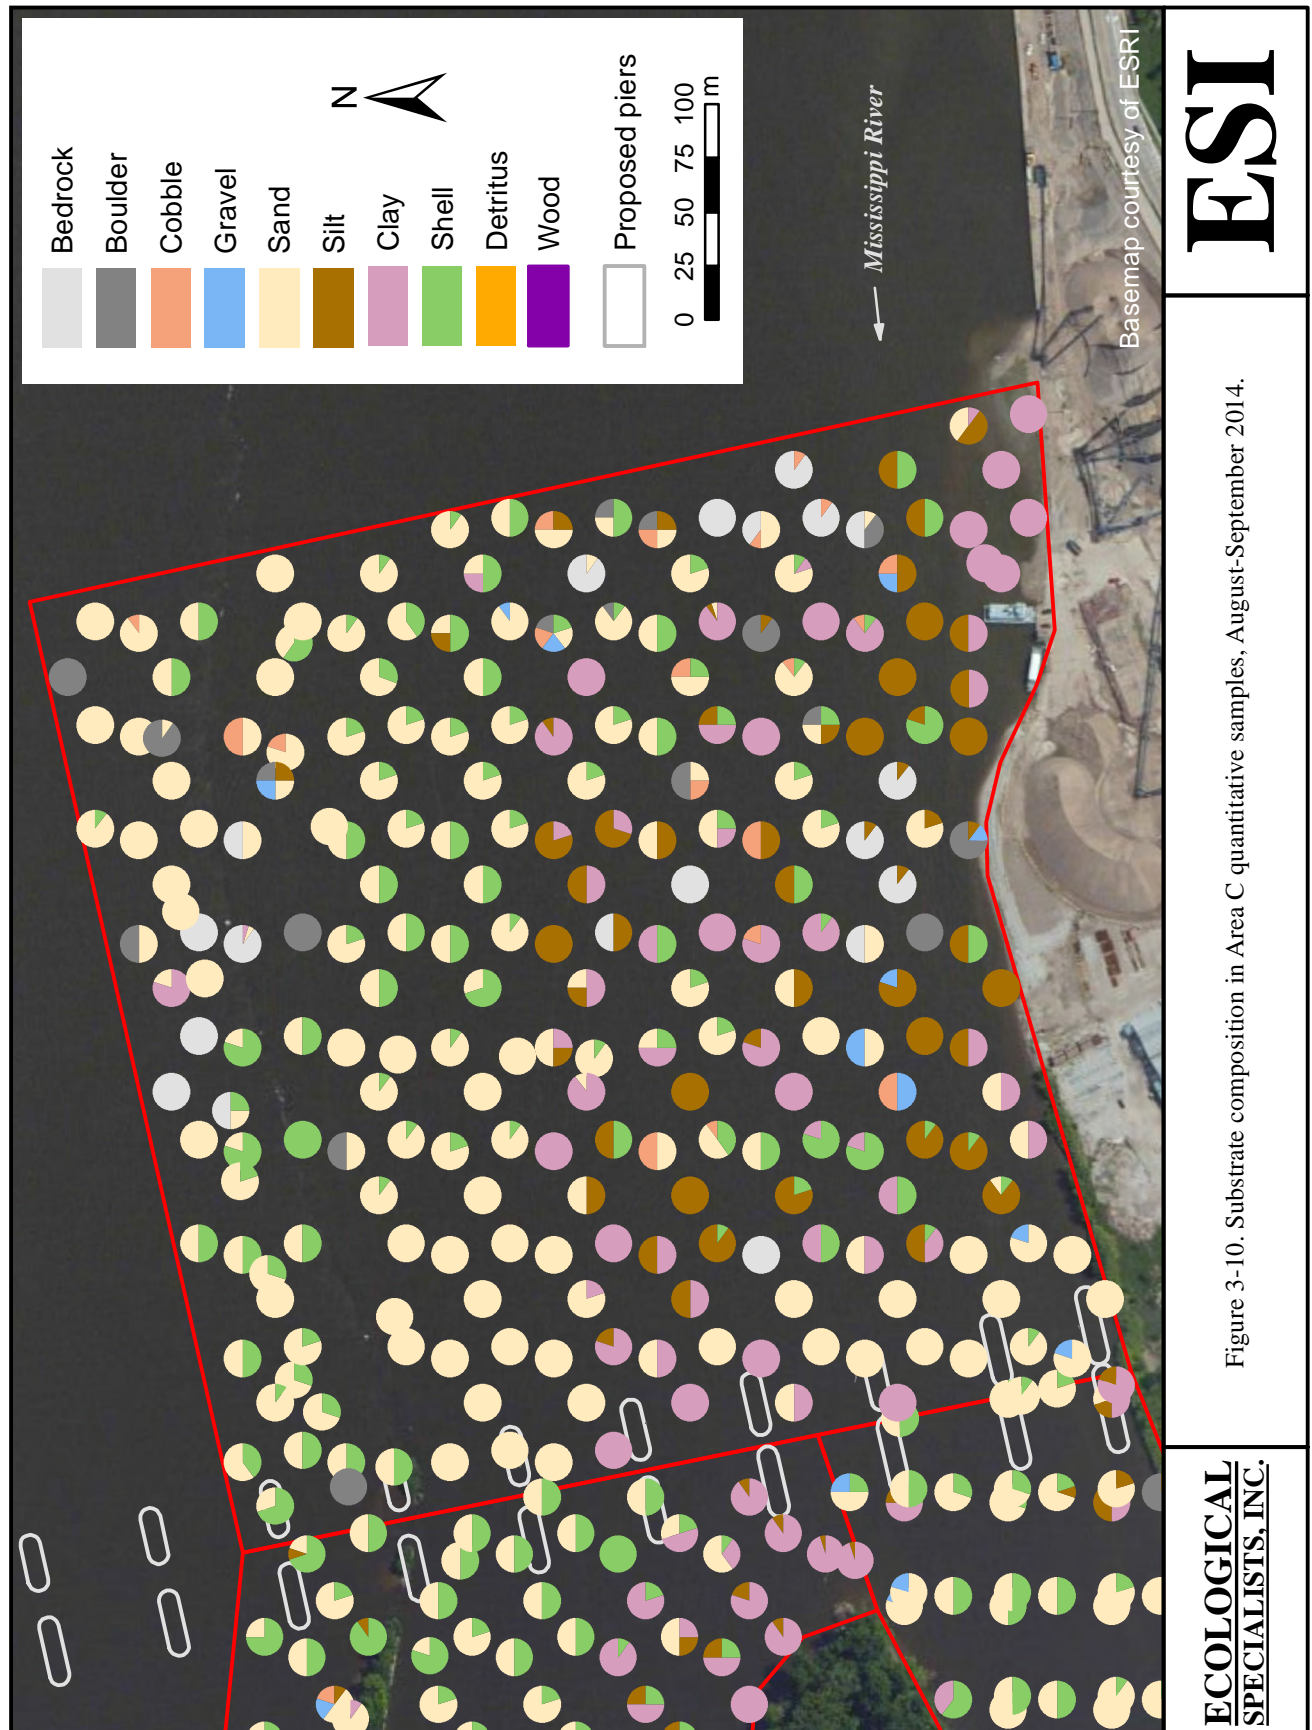 Bedrock
Boulder
Cobble
Gravel
Sand
Silt
Clay
Shell
Detritus
Wood
Proposed piers
N
0 25 50 75 100
m
Mississippi River
Basemap courtesy of ESRI
ECOLOGICAL
SPECIALISTS, INC.
Figure 3-10. Substrate composition in Area C quantitative samples, August-September 2014.
ESI